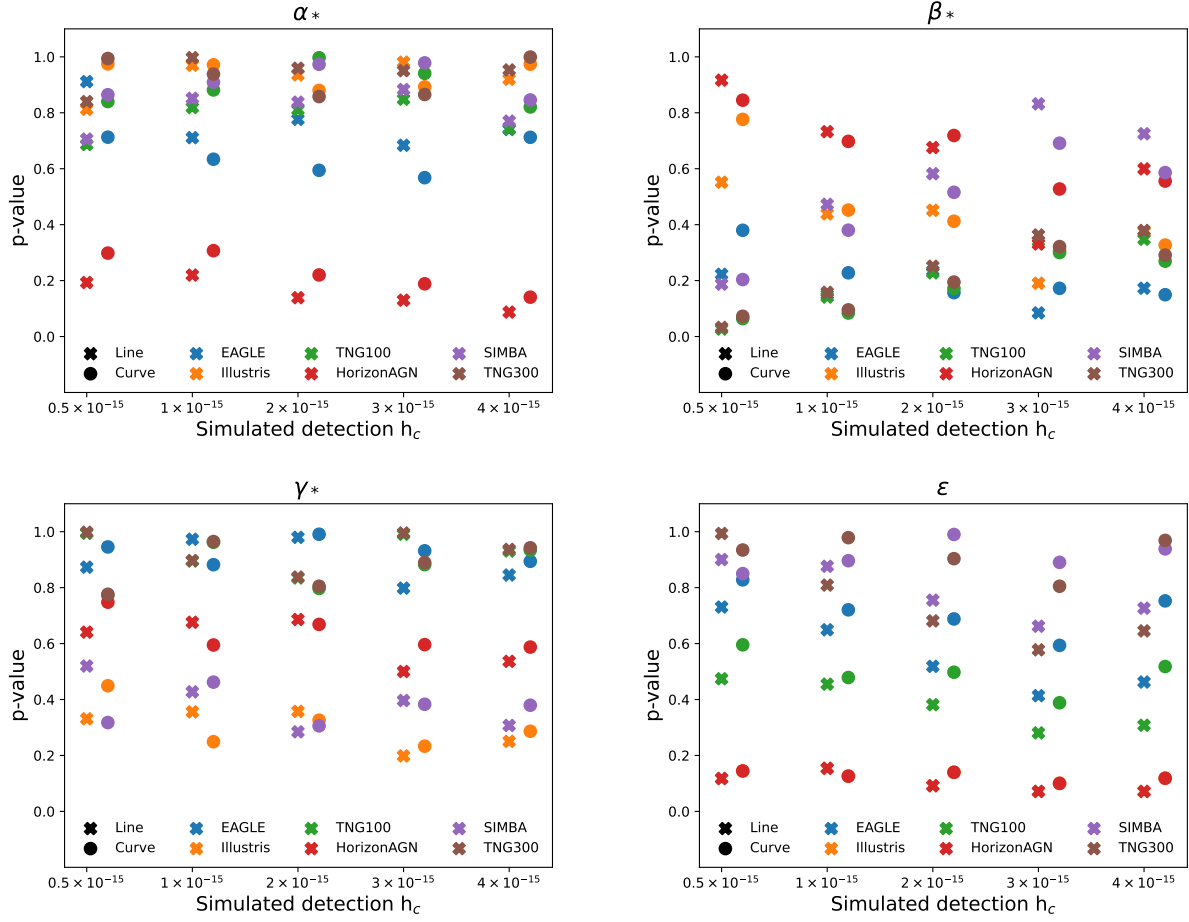 α*
p-value
1.0
0.8
0.6
0.4
0.2
0.0
Line EAGLE TNG100 SIMBA
Curve Illustris HorizonAGN TNG300
0.5 × 10⁻¹⁵ 1 × 10⁻¹⁵ 2 × 10⁻¹⁵ 3 × 10⁻¹⁵ 4 × 10⁻¹⁵
Simulated detection h_c
β*
p-value
1.0
0.8
0.6
0.4
0.2
0.0
Line EAGLE TNG100 SIMBA
Curve Illustris HorizonAGN TNG300
0.5 × 10⁻¹⁵ 1 × 10⁻¹⁵ 2 × 10⁻¹⁵ 3 × 10⁻¹⁵ 4 × 10⁻¹⁵
Simulated detection h_c
γ*
p-value
1.0
0.8
0.6
0.4
0.2
0.0
Line EAGLE TNG100 SIMBA
Curve Illustris HorizonAGN TNG300
0.5 × 10⁻¹⁵ 1 × 10⁻¹⁵ 2 × 10⁻¹⁵ 3 × 10⁻¹⁵ 4 × 10⁻¹⁵
Simulated detection h_c
ε
p-value
1.0
0.8
0.6
0.4
0.2
0.0
Line EAGLE TNG100 SIMBA
Curve Illustris HorizonAGN TNG300
0.5 × 10⁻¹⁵ 1 × 10⁻¹⁵ 2 × 10⁻¹⁵ 3 × 10⁻¹⁵ 4 × 10⁻¹⁵
Simulated detection h_c